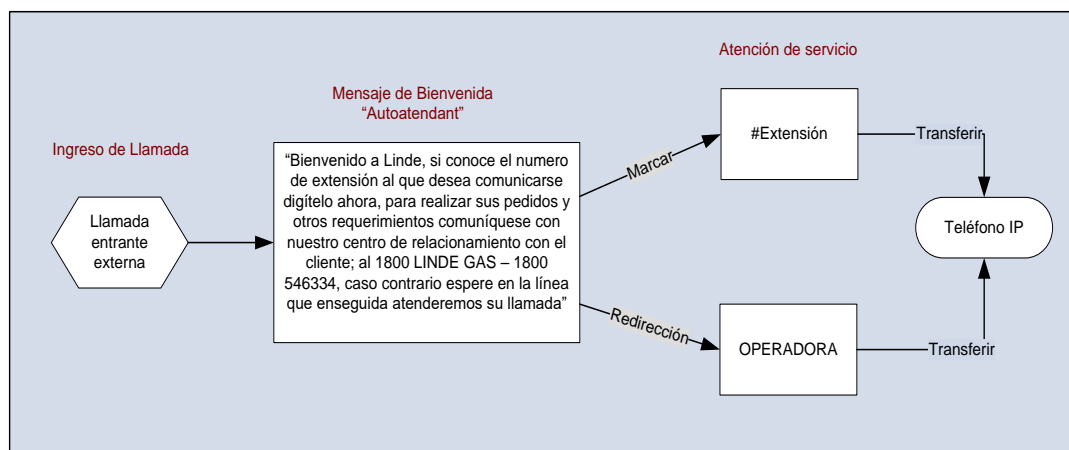 Atención de servicio
Mensaje de Bienvenida
“Autoatendant”
Ingreso de Llamada
Llamada
entrante
externa
“Bienvenido a Linde, si conoce el numero
de extensión al que desea comunicarse
digítelo ahora, para realizar sus pedidos y
otros requerimientos comuníquese con
nuestro centro de relacionamiento con el
cliente; al 1800 LINDE GAS – 1800
546334, caso contrario espere en la línea
que enseguida atenderemos su llamada”
Marcar
Redirección
#Extensión
OPERADORA
Transferir
Transferir
Teléfono IP